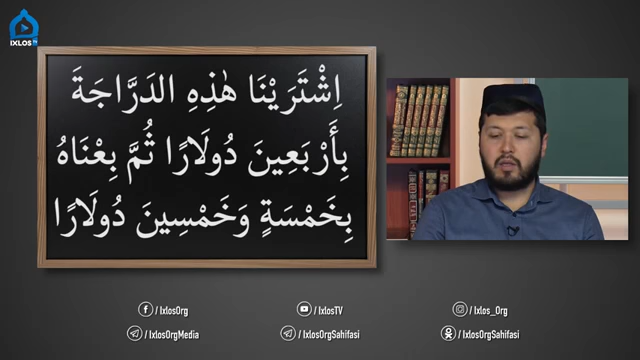 IXLOS TV
اِشْتَرَيْنَا هٰذِهِ الدَرَّاجَةَ
بِأَرْبَعِينَ دُولَارًا ثُمَّ بِعْنَاهُ
بِخَمْسَةٍ وَخَمْسِينَ دُولَارًا
/ IxlosOrg
/ IxlosTV
/ Ixlos_Org
/ IxlosOrgMedia
/ IxlosOrgSahifasi
/ IxlosOrgSahifasi